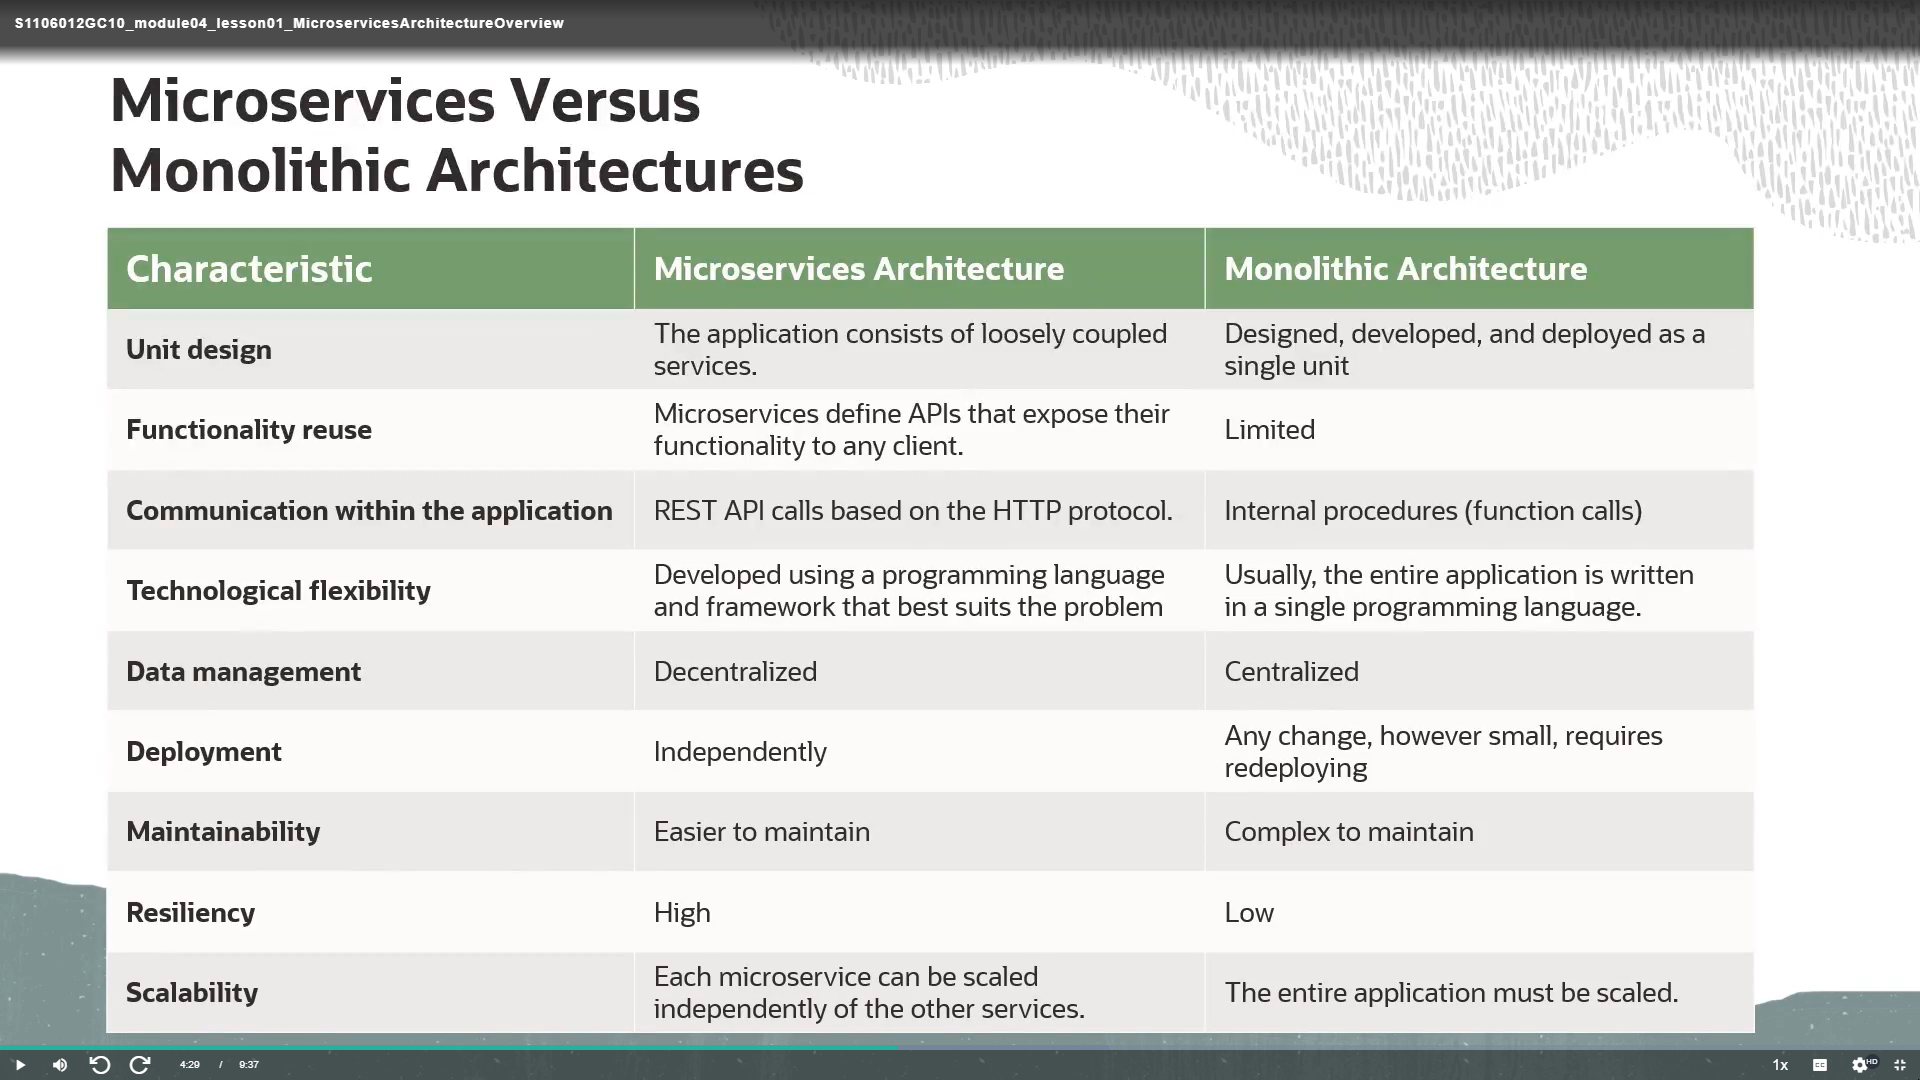 S1106012GC10_module04_lesson01_MicroservicesArchitectureOverview
Microservices Versus
Monolithic Architectures
Characteristic
Microservices Architecture
Monolithic Architecture
Unit design
The application consists of loosely coupled
services.
Designed, developed, and deployed as a
single unit
Functionality reuse
Microservices define APIs that expose their
functionality to any client.
Limited
Communication within the application
REST API calls based on the HTTP protocol.
Internal procedures (function calls)
Technological flexibility
Developed using a programming language
and framework that best suits the problem
Usually, the entire application is written
in a single programming language.
Data management
Decentralized
Centralized
Deployment
Independently
Any change, however small, requires
redeploying
Maintainability
Easier to maintain
Complex to maintain
Resiliency
High
Low
Scalability
Each microservice can be scaled
independently of the other services.
The entire application must be scaled.
4:29 / 9:37
1x
CC
HD